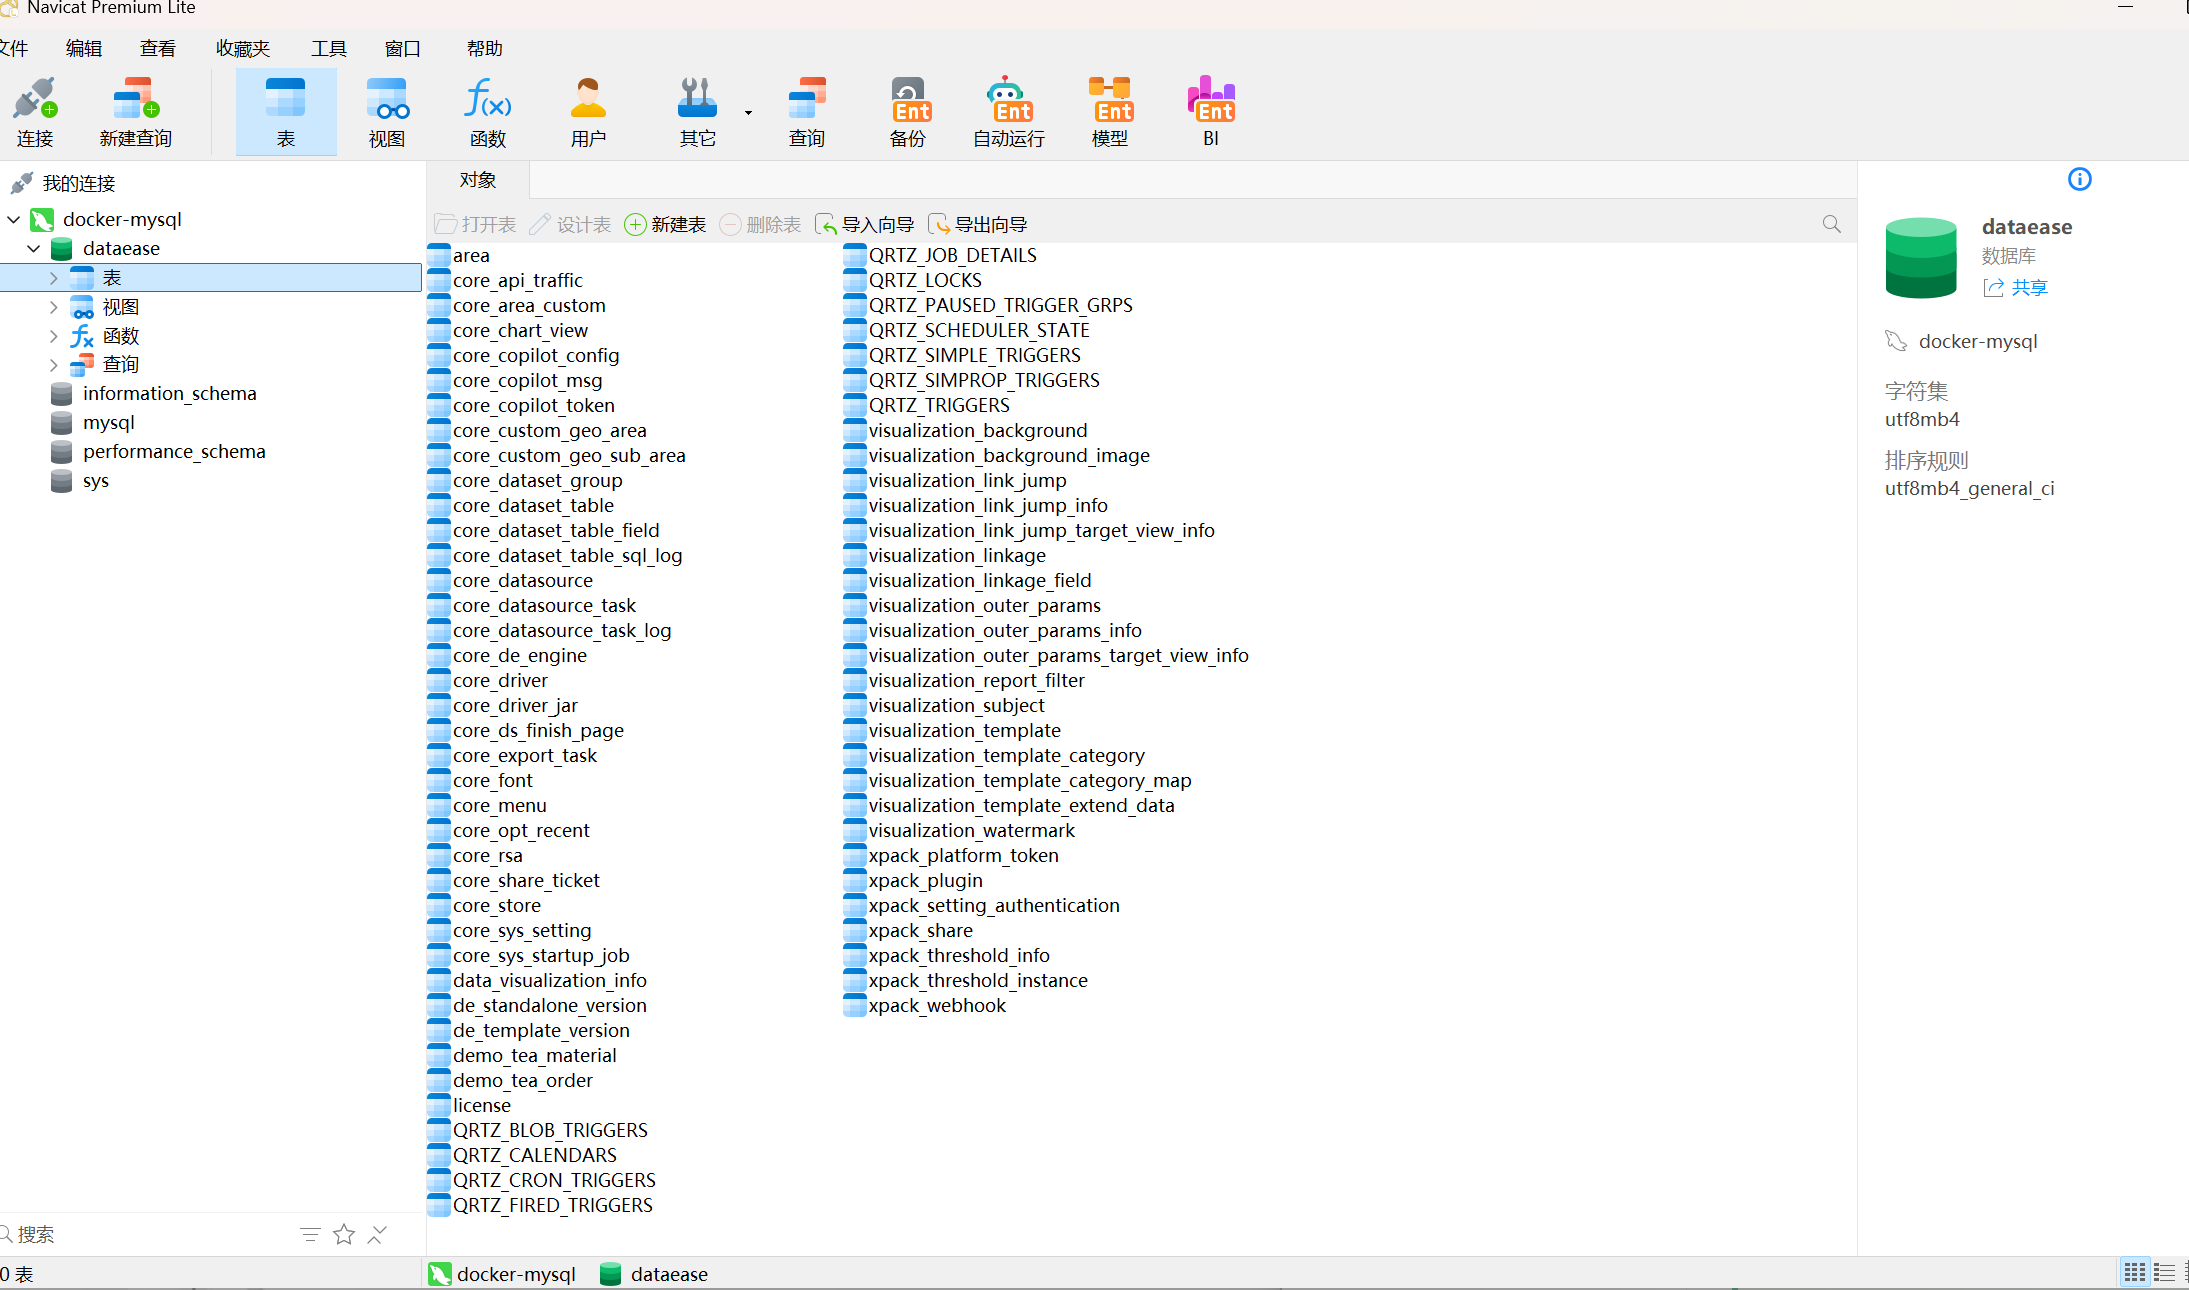 Navicat Premium Lite
文件 编辑 查看 收藏夹 工具 窗口 帮助
连接 新建查询 表 视图 函数 用户 其它 查询 备份 自动运行 模型 BI
Ent Ent Ent Ent
我的连接
docker-mysql
dataease
表
视图
函数
查询
information_schema
mysql
performance_schema
sys
搜索
对象
打开表 设计表 新建表 删除表 导入向导 导出向导
area
core_api_traffic
core_area_custom
core_chart_view
core_copilot_config
core_copilot_msg
core_copilot_token
core_custom_geo_area
core_custom_geo_sub_area
core_dataset_group
core_dataset_table
core_dataset_table_field
core_dataset_table_sql_log
core_datasource
core_datasource_task
core_datasource_task_log
core_de_engine
core_driver
core_driver_jar
core_ds_finish_page
core_export_task
core_font
core_menu
core_opt_recent
core_rsa
core_share_ticket
core_store
core_sys_setting
core_sys_startup_job
data_visualization_info
de_standalone_version
de_template_version
demo_tea_material
demo_tea_order
license
QRTZ_BLOB_TRIGGERS
QRTZ_CALENDARS
QRTZ_CRON_TRIGGERS
QRTZ_FIRED_TRIGGERS
QRTZ_JOB_DETAILS
QRTZ_LOCKS
QRTZ_PAUSED_TRIGGER_GRPS
QRTZ_SCHEDULER_STATE
QRTZ_SIMPLE_TRIGGERS
QRTZ_SIMPROP_TRIGGERS
QRTZ_TRIGGERS
visualization_background
visualization_background_image
visualization_link_jump
visualization_link_jump_info
visualization_link_jump_target_view_info
visualization_linkage
visualization_linkage_field
visualization_outer_params
visualization_outer_params_info
visualization_outer_params_target_view_info
visualization_report_filter
visualization_subject
visualization_template
visualization_template_category
visualization_template_category_map
visualization_template_extend_data
visualization_watermark
xpack_platform_token
xpack_plugin
xpack_setting_authentication
xpack_share
xpack_threshold_info
xpack_threshold_instance
xpack_webhook
dataease
数据库
共享
docker-mysql
字符集
utf8mb4
排序规则
utf8mb4_general_ci
0 表 docker-mysql dataease